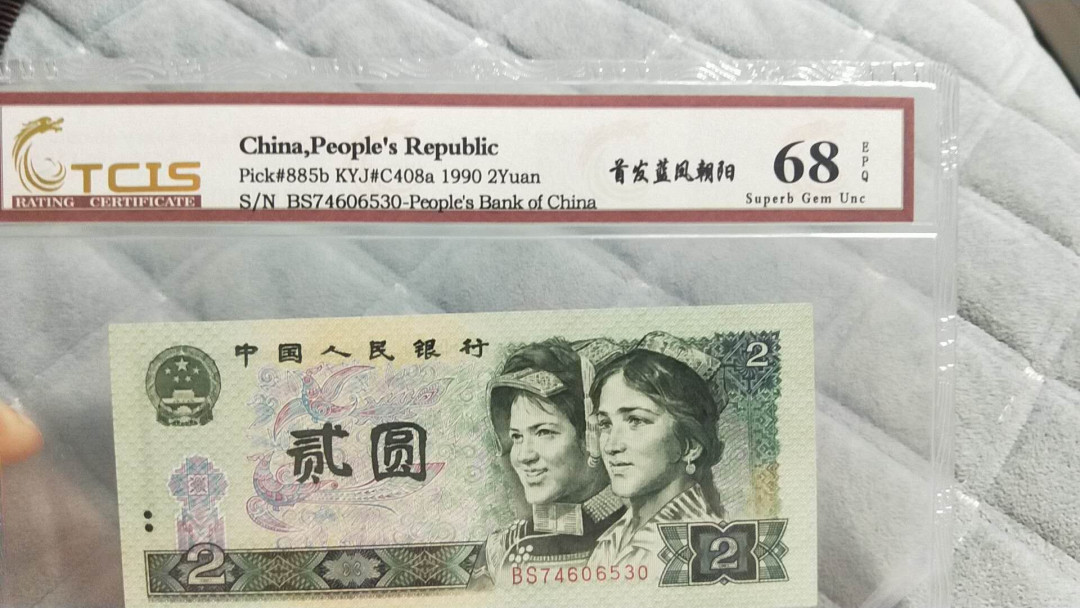 TCIS
RATING CERTIFICATE
China,People's Republic
Pick#885b KYJ#C408a 1990 2Yuan
S/N BS74606530-People's Bank of China
首发蓝凤朝阳
68
EPQ
Superb Gem Unc
中国人民银行
2
贰圆
2
2
BS74606530